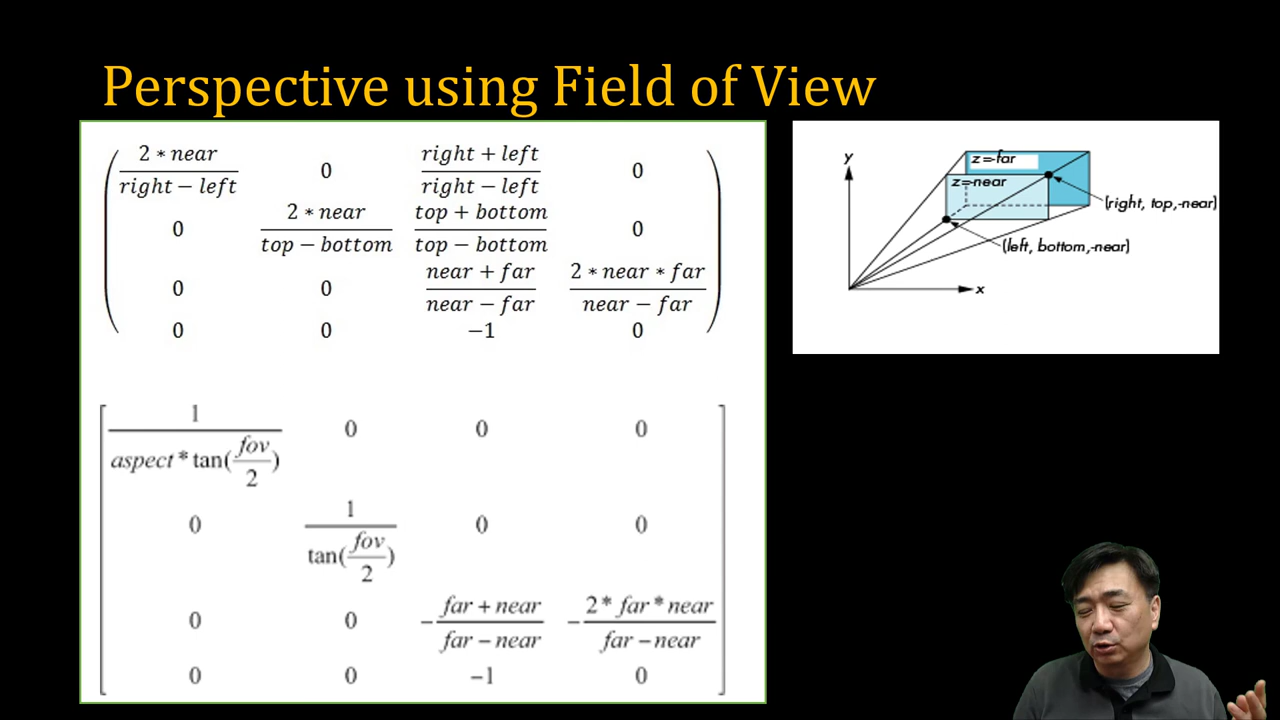 Perspective using Field of View
2 * near / right − left 0 right + left / right − left 0
0 2 * near / top − bottom top + bottom / top − bottom 0
0 0 near + far / near − far 2 * near * far / near − far
0 0 −1 0
1 / aspect * tan(fov / 2) 0 0 0
0 1 / tan(fov / 2) 0 0
0 0 − far + near / far − near − 2 * far * near / far − near
0 0 −1 0
y
z=-far
z=-near
(right, top,-near)
(left, bottom,-near)
x